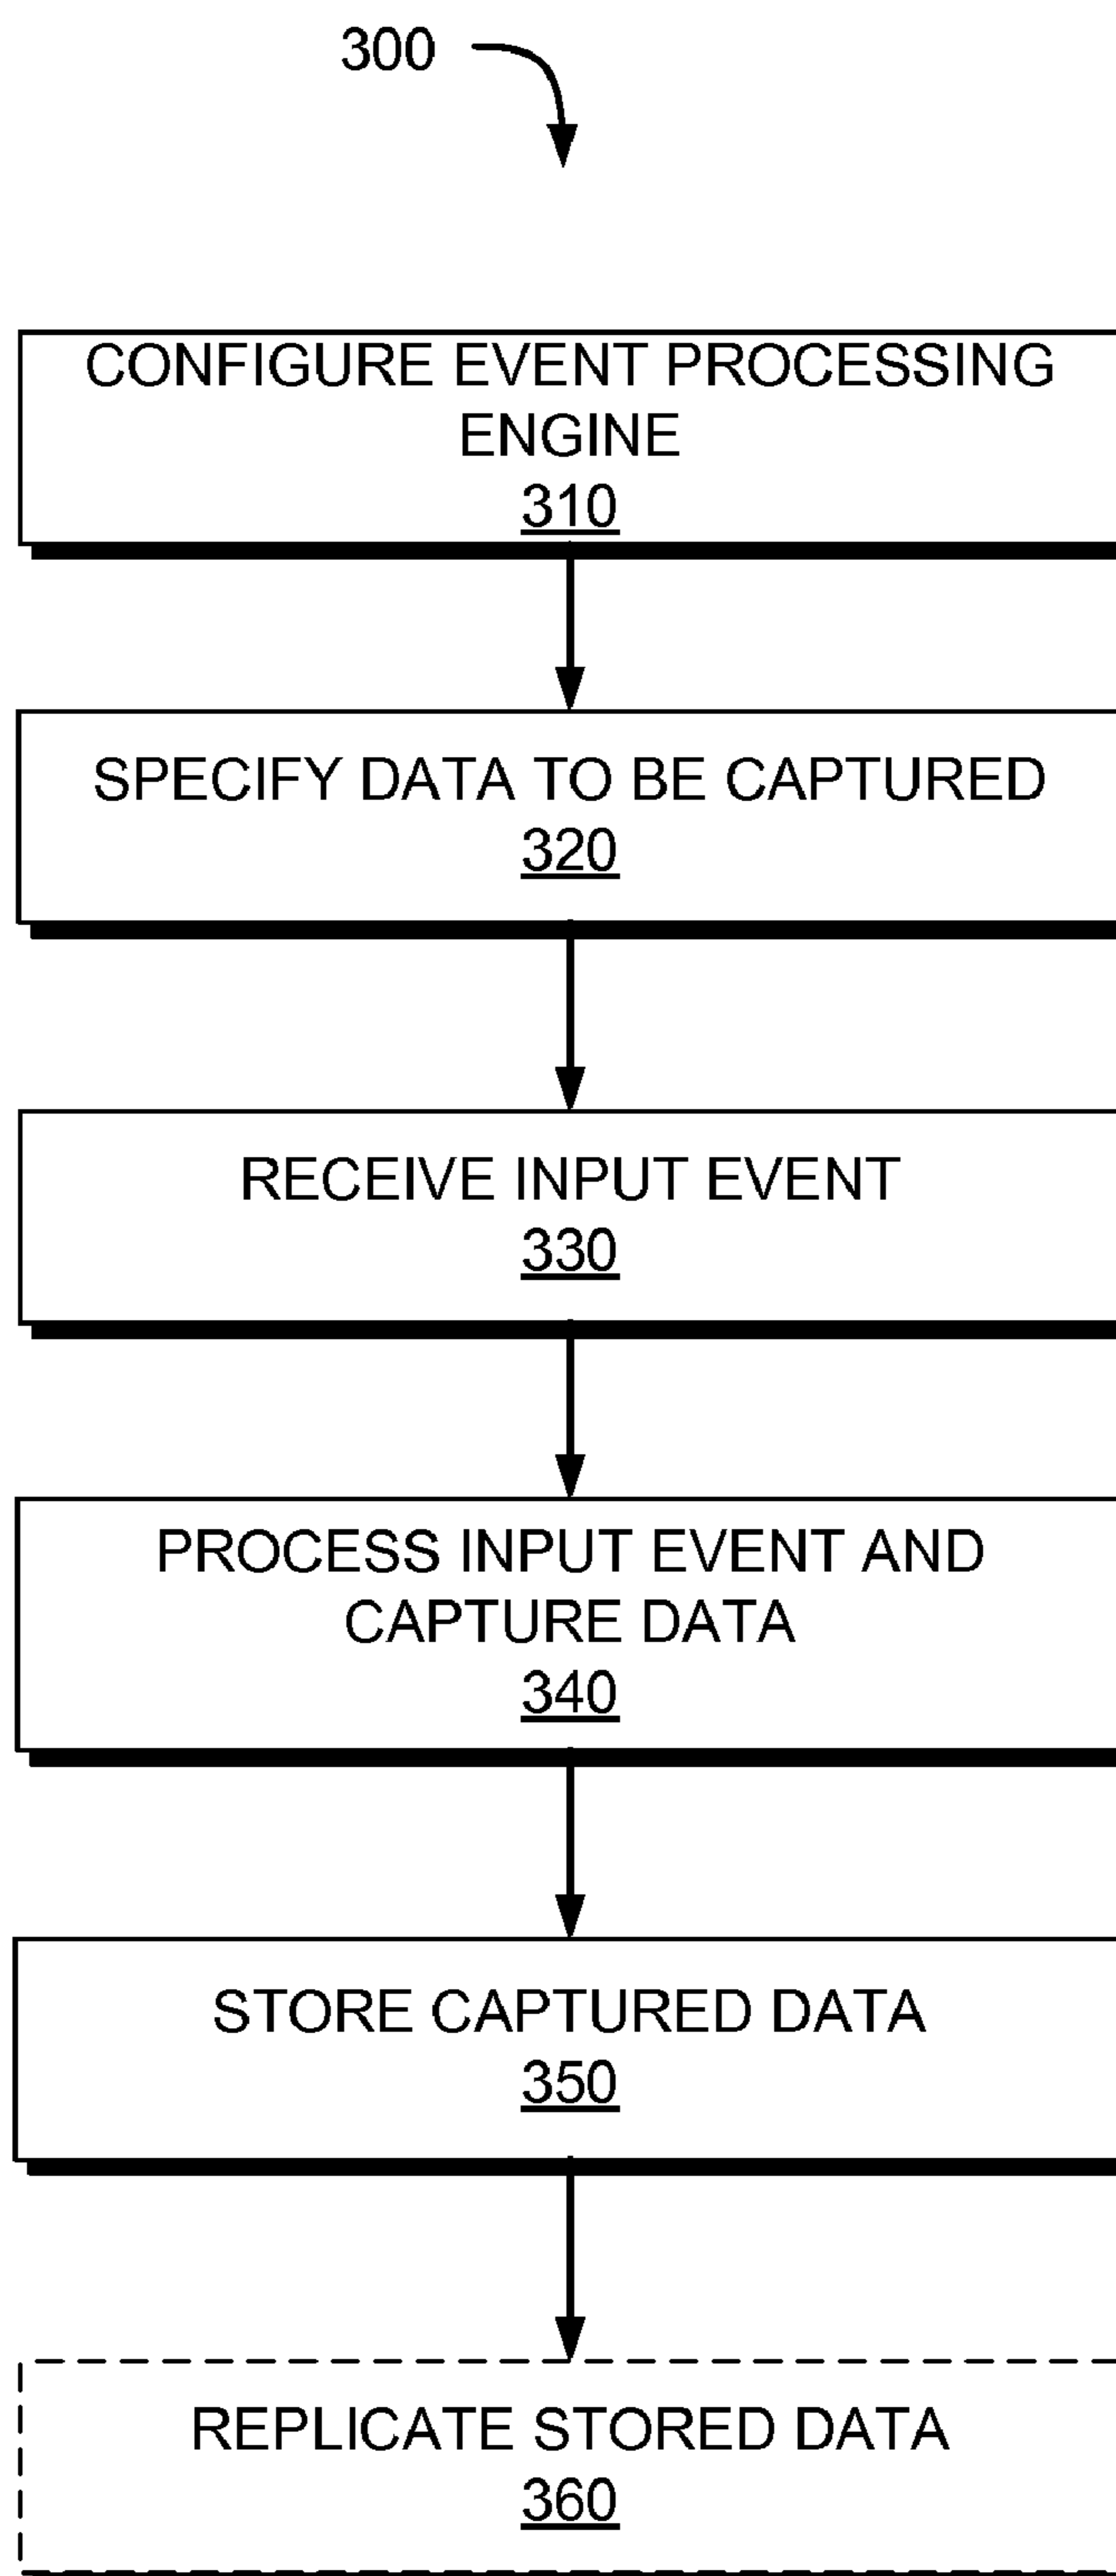 300
CONFIGURE EVENT PROCESSING
ENGINE
310
SPECIFY DATA TO BE CAPTURED
320
RECEIVE INPUT EVENT
330
PROCESS INPUT EVENT AND
CAPTURE DATA
340
STORE CAPTURED DATA
350
REPLICATE STORED DATA
360